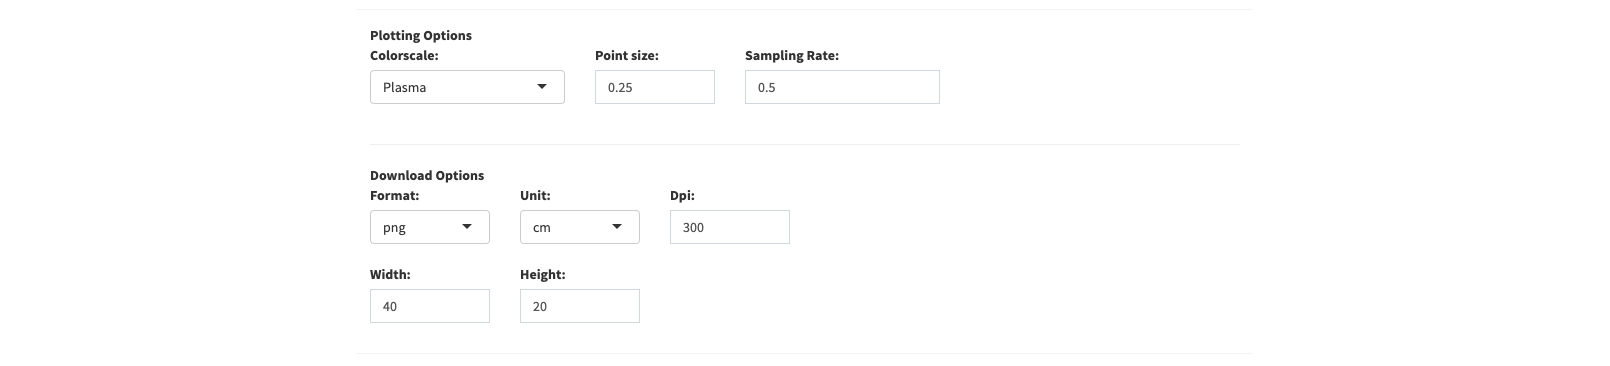 Plotting Options
Colorscale: Point size: Sampling Rate:
Plasma 0.25 0.5
Download Options
Format: Unit: Dpi:
png cm 300
Width: Height:
40 20